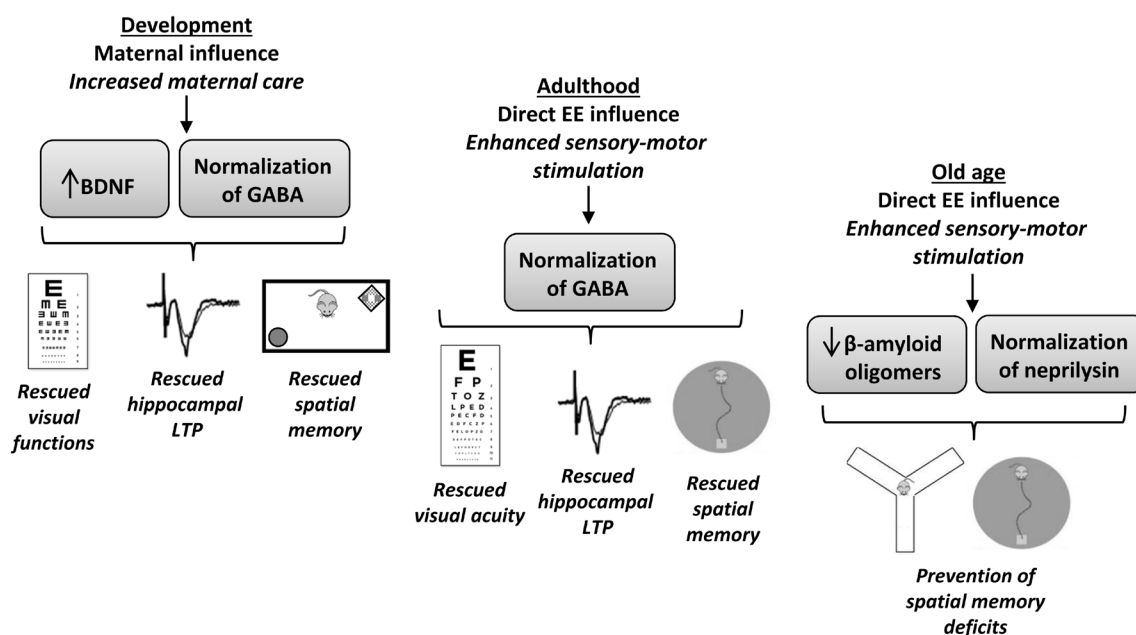 Development
Maternal influence
Increased maternal care
↑BDNF
Normalization
of GABA
E
Rescued
visual
functions
Rescued
hippocampal
LTP
Rescued
spatial
memory
Adulthood
Direct EE influence
Enhanced sensory-motor
stimulation
Normalization
of GABA
E
F P
T O Z
L P E D
P E C F D
E D F C Z P
F E L O P Z D
Rescued
visual acuity
Rescued
hippocampal
LTP
Rescued
spatial
memory
Old age
Direct EE influence
Enhanced sensory-motor
stimulation
↓ β-amyloid
oligomers
Normalization
of neprilysin
Prevention of
spatial memory
deficits